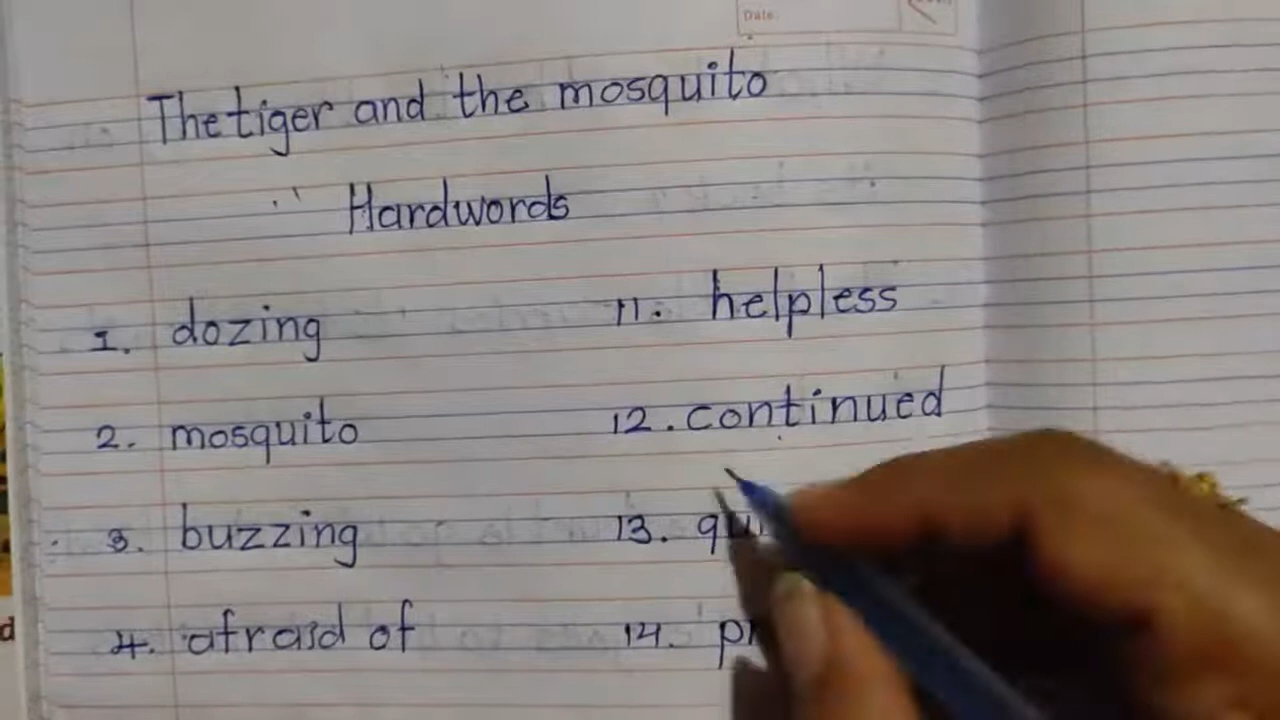 Date
The tiger and the mosquito
Hardwords
1. dozing
2. mosquito
3. buzzing
4. afraid of
11. helpless
12. continued
13.
14.